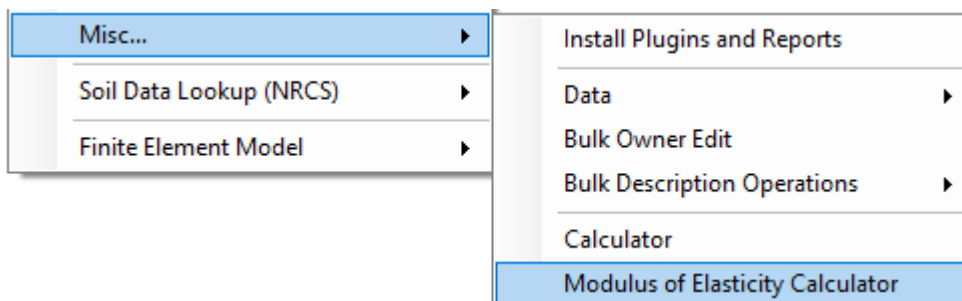 Misc...
Soil Data Lookup (NRCS)
Finite Element Model
Install Plugins and Reports
Data
Bulk Owner Edit
Bulk Description Operations
Calculator
Modulus of Elasticity Calculator